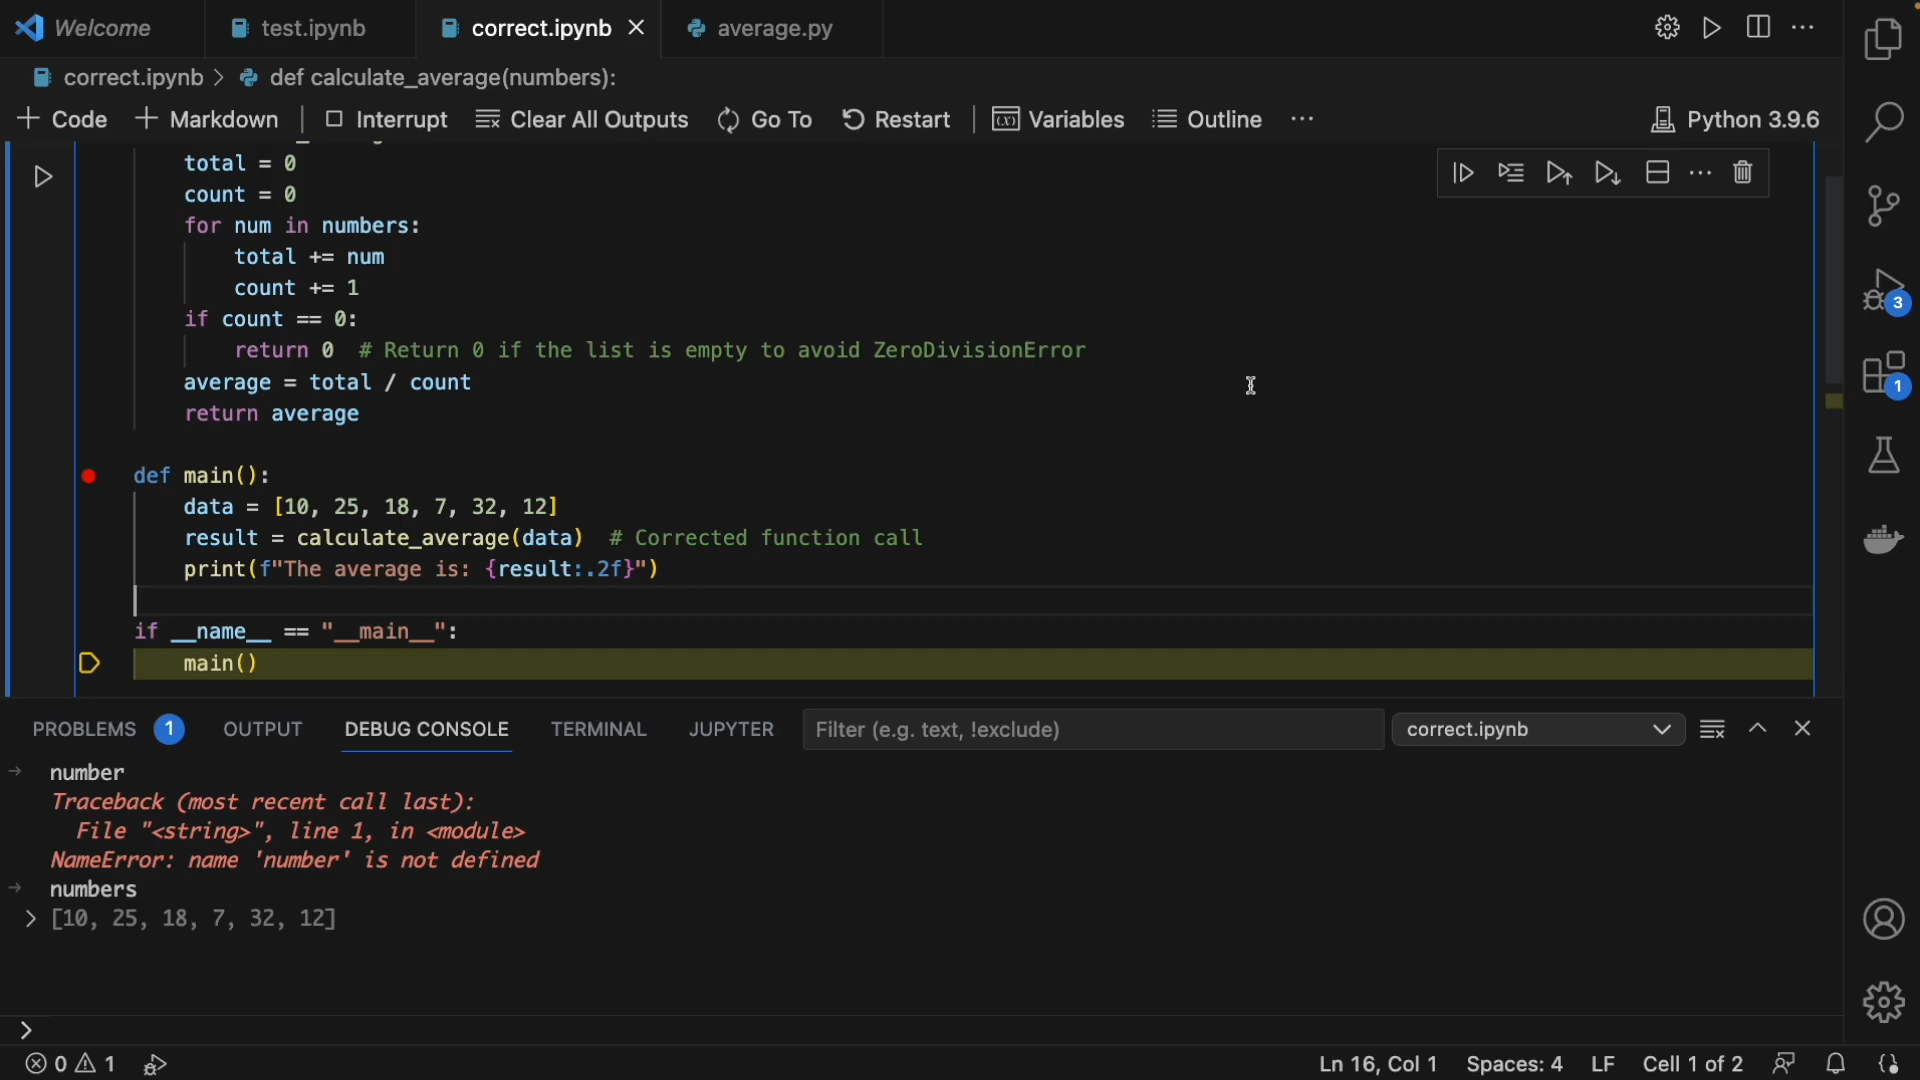 Welcome
test.ipynb
correct.ipynb
average.py
correct.ipynb > def calculate_average(numbers):
+ Code + Markdown | Interrupt Clear All Outputs Go To Restart | Variables Outline ... Python 3.9.6
total = 0
count = 0
for num in numbers:
total += num
count += 1
if count == 0:
return 0 # Return 0 if the list is empty to avoid ZeroDivisionError
average = total / count
return average
def main():
data = [10, 25, 18, 7, 32, 12]
result = calculate_average(data) # Corrected function call
print(f"The average is: {result:.2f}")
if __name__ == "__main__":
main()
3
1
PROBLEMS 1 OUTPUT DEBUG CONSOLE TERMINAL JUPYTER Filter (e.g. text, !exclude) correct.ipynb
number
Traceback (most recent call last):
File "<string>", line 1, in <module>
NameError: name 'number' is not defined
numbers
> [10, 25, 18, 7, 32, 12]
>
0 1 Ln 16, Col 1 Spaces: 4 LF Cell 1 of 2